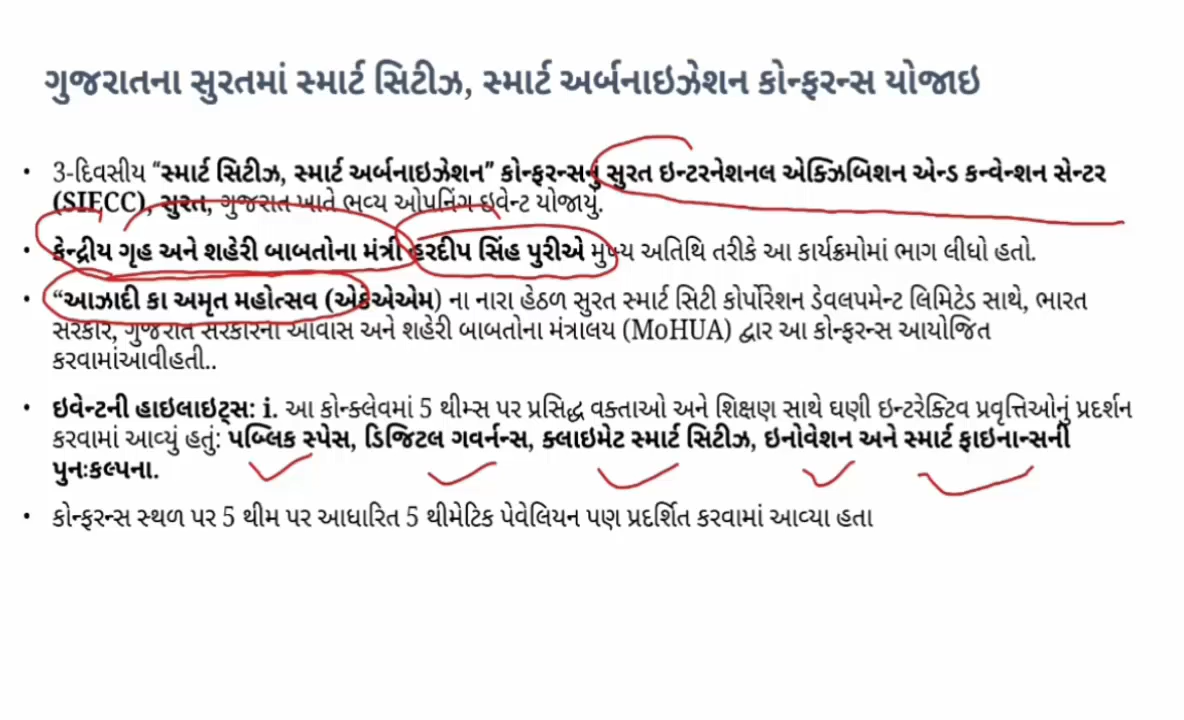 ગુજરાતના સુરતમાં સ્માર્ટ સિટીઝ, સ્માર્ટ અર્બનાઇઝેશન કોન્ફરન્સ યોજાઇ
• 3-દિવસીય “સ્માર્ટ સિટીઝ, સ્માર્ટ અર્બનાઇઝેશન” કોન્ફરન્સનું સુરત ઇન્ટરનેશનલ એક્ઝિબિશન એન્ડ કન્વેન્શન સેન્ટર
(SIECC), સુરત, ગુજરાત ખાતે ભવ્ય ઓપનિંગ ઇવેન્ટ યોજાયું.
• કેન્દ્રીય ગૃહ અને શહેરી બાબતોના મંત્રી હરદીપ સિંહ પુરીએ મુખ્ય અતિથિ તરીકે આ કાર્યક્રમોમાં ભાગ લીધો હતો.
• “આઝાદી કા અમૃત મહોત્સવ (એકેએએમ) ના નારા હેઠળ સુરત સ્માર્ટ સિટી કોર્પોરેશન ડેવલપમેન્ટ લિમિટેડ સાથે, ભારત
સરકાર, ગુજરાત સરકારના આવાસ અને શહેરી બાબતોના મંત્રાલય (MoHUA) દ્વાર આ કોન્ફરન્સ આયોજિત
કરવામાંઆવીહતી..
• ઇવેન્ટની હાઇલાઇટ્સ: i. આ કોન્ક્લેવમાં 5 થીમ્સ પર પ્રસિદ્ધ વક્તાઓ અને શિક્ષણ સાથે ઘણી ઇન્ટરેક્ટિવ પ્રવૃત્તિઓનું પ્રદર્શન
કરવામાં આવ્યું હતું: પબ્લિક સ્પેસ, ડિજિટલ ગવર્નન્સ, ક્લાઇમેટ સ્માર્ટ સિટીઝ, ઇનોવેશન અને સ્માર્ટ ફાઇનાન્સની
પુનઃકલ્પના.
• કોન્ફરન્સ સ્થળ પર 5 થીમ પર આધારિત 5 થીમેટિક પેવેલિયન પણ પ્રદર્શિત કરવામાં આવ્યા હતા